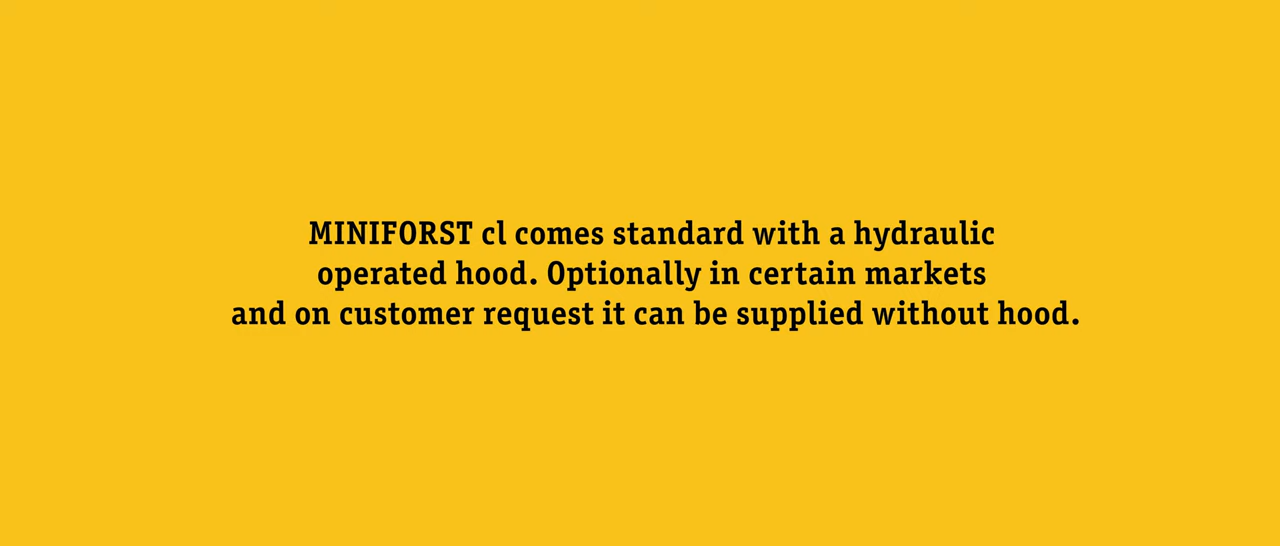 MINIFORST cl comes standard with a hydraulic
operated hood. Optionally in certain markets
and on customer request it can be supplied without hood.